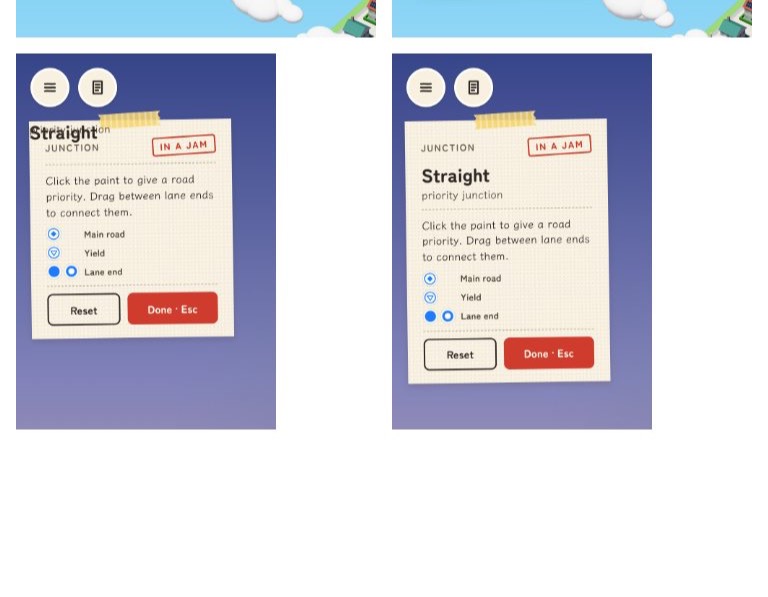 priority junction
Straight
JUNCTION
IN A JAM
Click the paint to give a road
priority. Drag between lane ends
to connect them.
Main road
Yield
Lane end
Reset
Done · Esc
JUNCTION
IN A JAM
Straight
priority junction
Click the paint to give a road
priority. Drag between lane ends
to connect them.
Main road
Yield
Lane end
Reset
Done · Esc